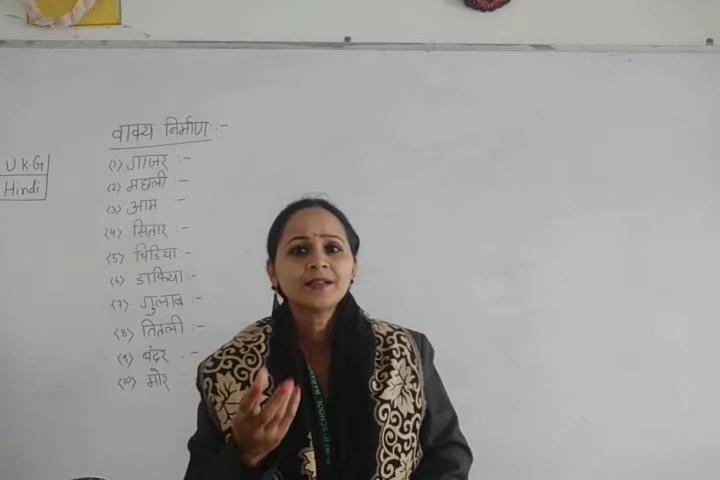 वाक्य निर्माण :-
U.K.G
Hindi
(1) गाजर :-
(2) मछली :-
(3) आम :-
(4) सितार :-
(5) चिडिया :-
(6) डाकिया :-
(7) गुलाब :-
(8) तितली :-
(9) बंदर :-
(10) मोर